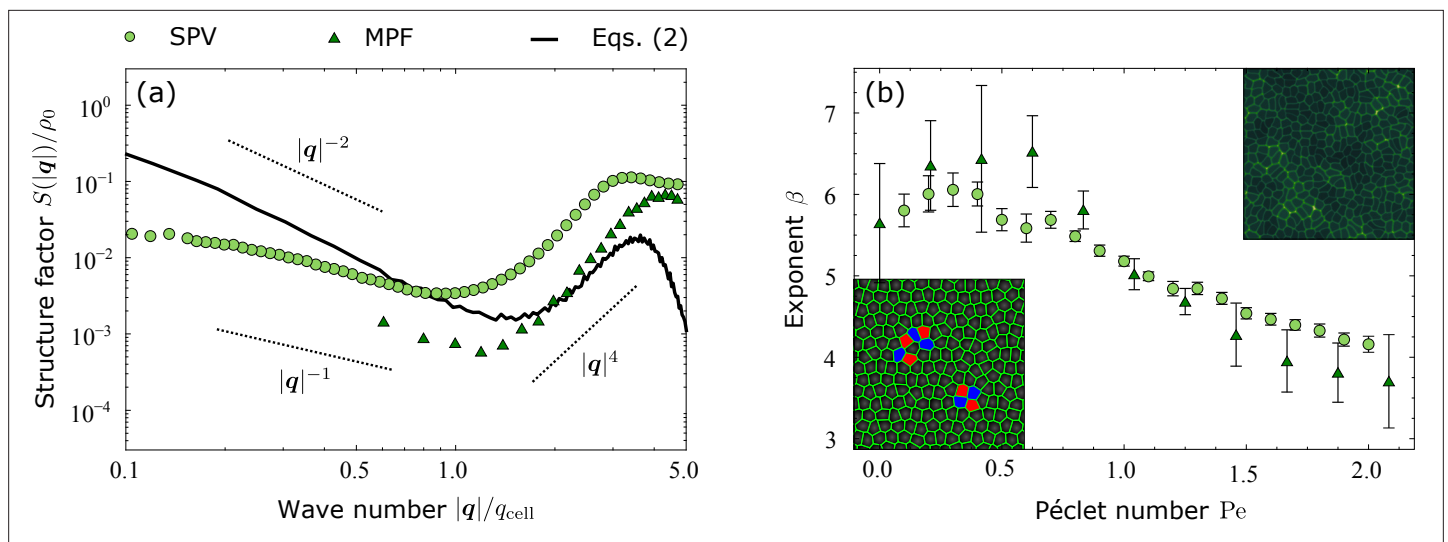 SPV MPF Eqs. (2)
(a)
Structure factor S(|q|)/ρ₀
10⁰
10⁻¹
10⁻²
10⁻³
10⁻⁴
|q|⁻²
|q|⁻¹
|q|⁴
0.1 0.5 1.0 5.0
Wave number |q|/q_cell
(b)
Exponent β
7
6
5
4
3
0.0 0.5 1.0 1.5 2.0
Péclet number Pe